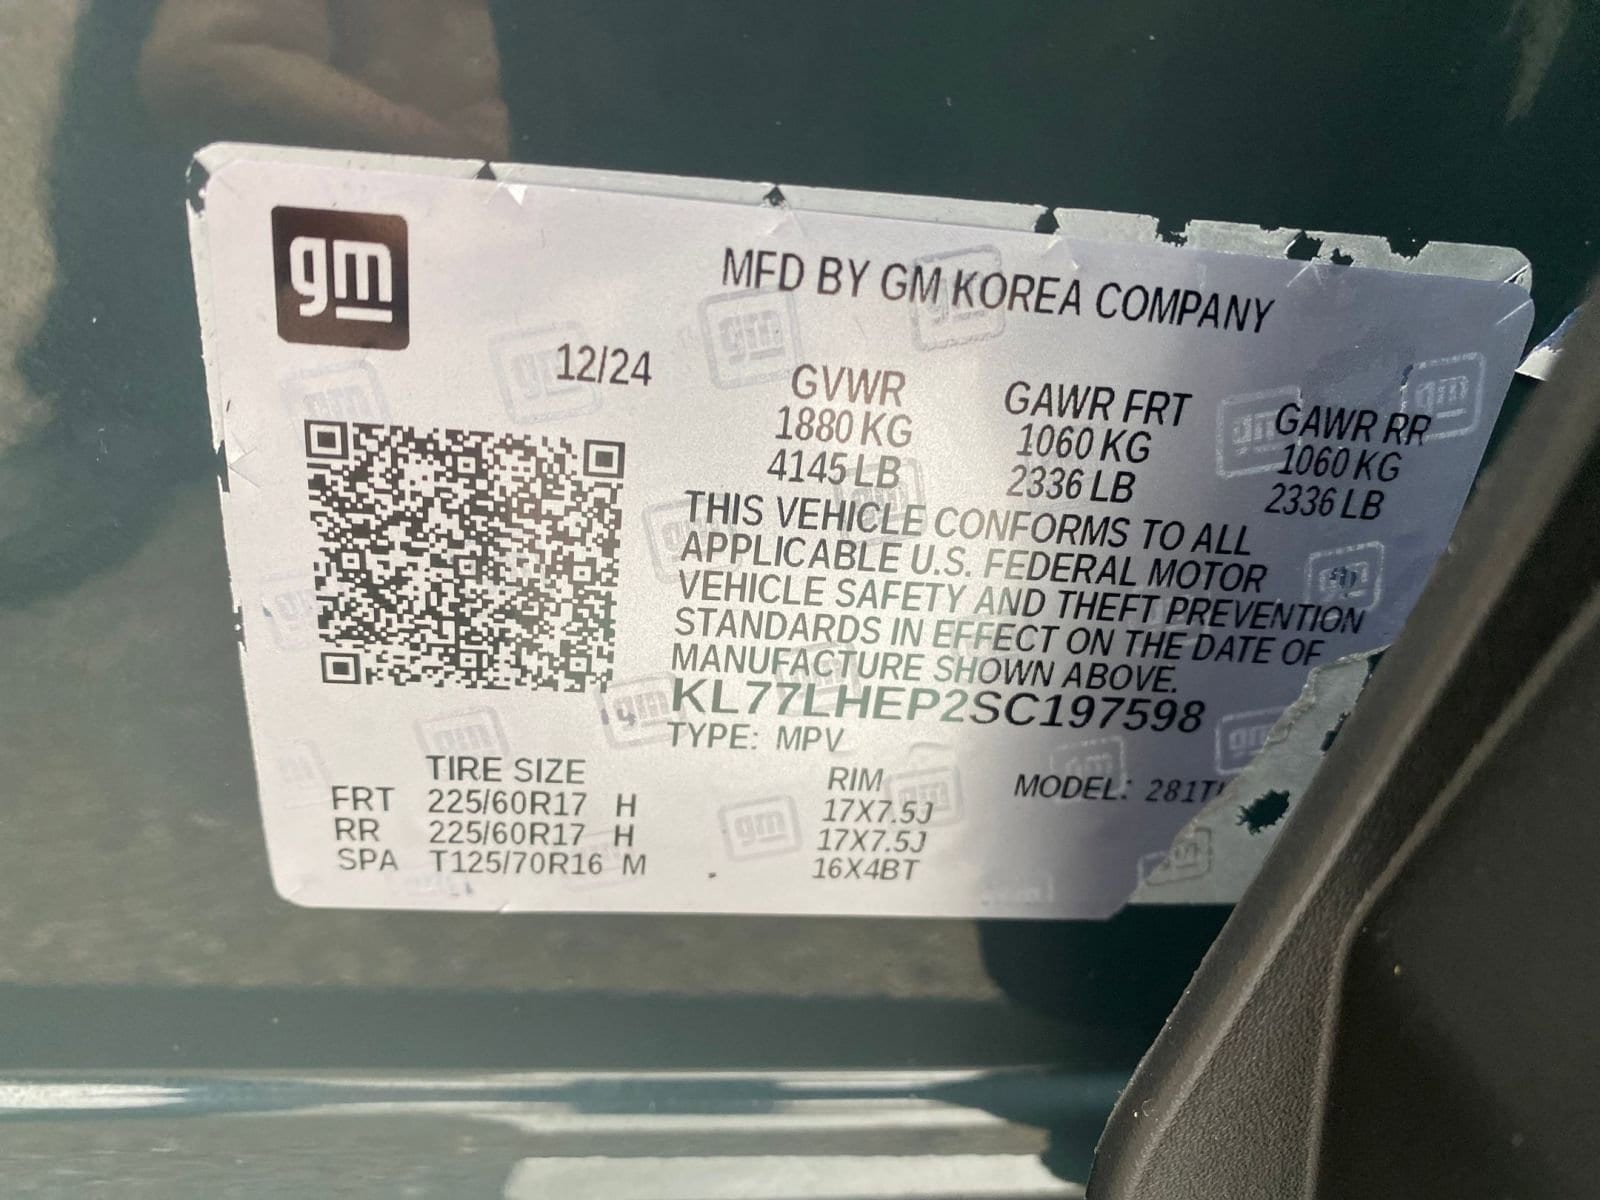 gm
MFD BY GM KOREA COMPANY
12/24
GVWR GAWR FRT GAWR RR
1880 KG 1060 KG 1060 KG
4145 LB 2336 LB 2336 LB
THIS VEHICLE CONFORMS TO ALL
APPLICABLE U.S. FEDERAL MOTOR
VEHICLE SAFETY AND THEFT PREVENTION
STANDARDS IN EFFECT ON THE DATE OF
MANUFACTURE SHOWN ABOVE.
KL77LHEP2SC197598
TYPE: MPV
TIRE SIZE RIM MODEL:
FRT 225/60R17 H 17X7.5J
RR 225/60R17 H 17X7.5J
SPA T125/70R16 M 16X4BT